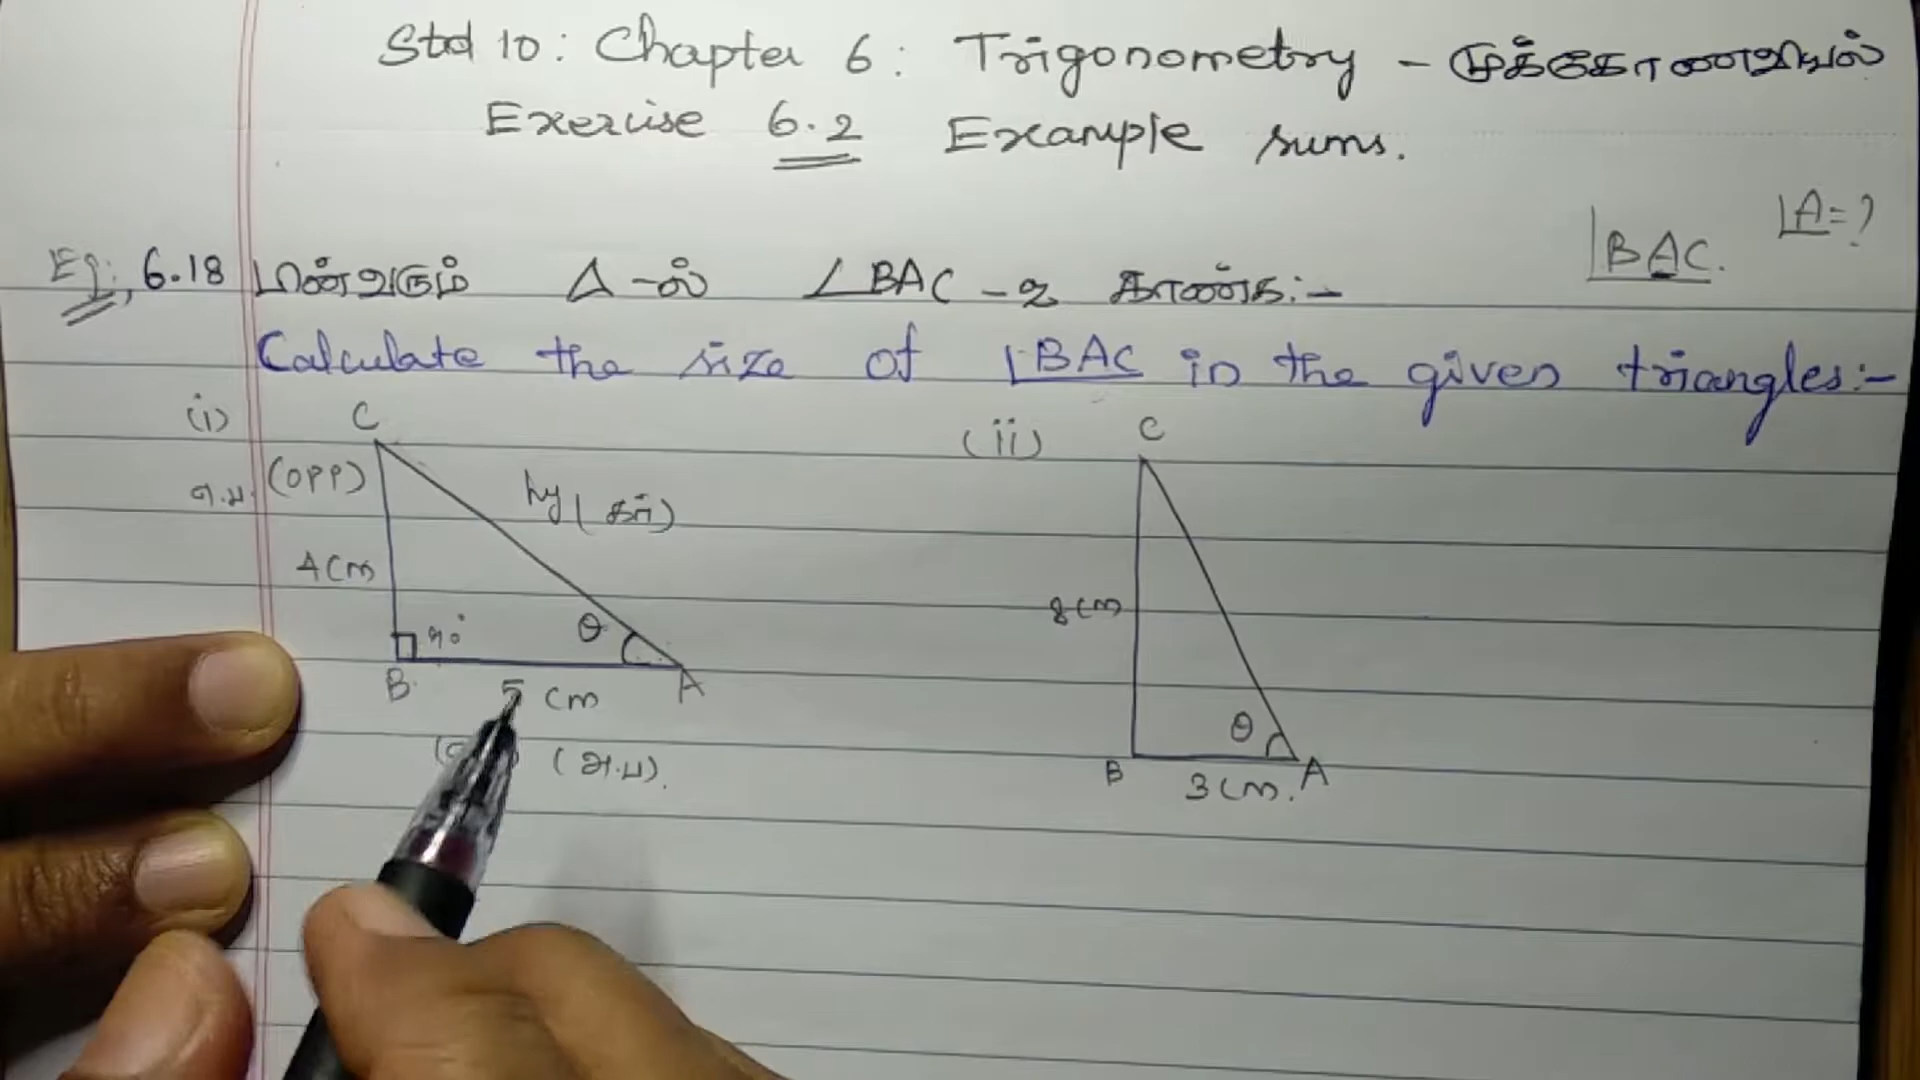 Std 10: Chapter 6: Trigonometry - முக்கோணவியல்
Exercise 6.2 Example sums.
∠A=?
∠BAC.
Eg:, 6.18 பின்வரும் Δ-ல் ∠BAC-ஐ காண்க:-
Calculate the size of ∠BAC in the given triangles:-
(i) C
(ii) C
எ.ப. (OPP)
hy (கர்)
4cm
8cm
90° θ
B 5 cm A
θ
(அ.ப).
B 3cm. A